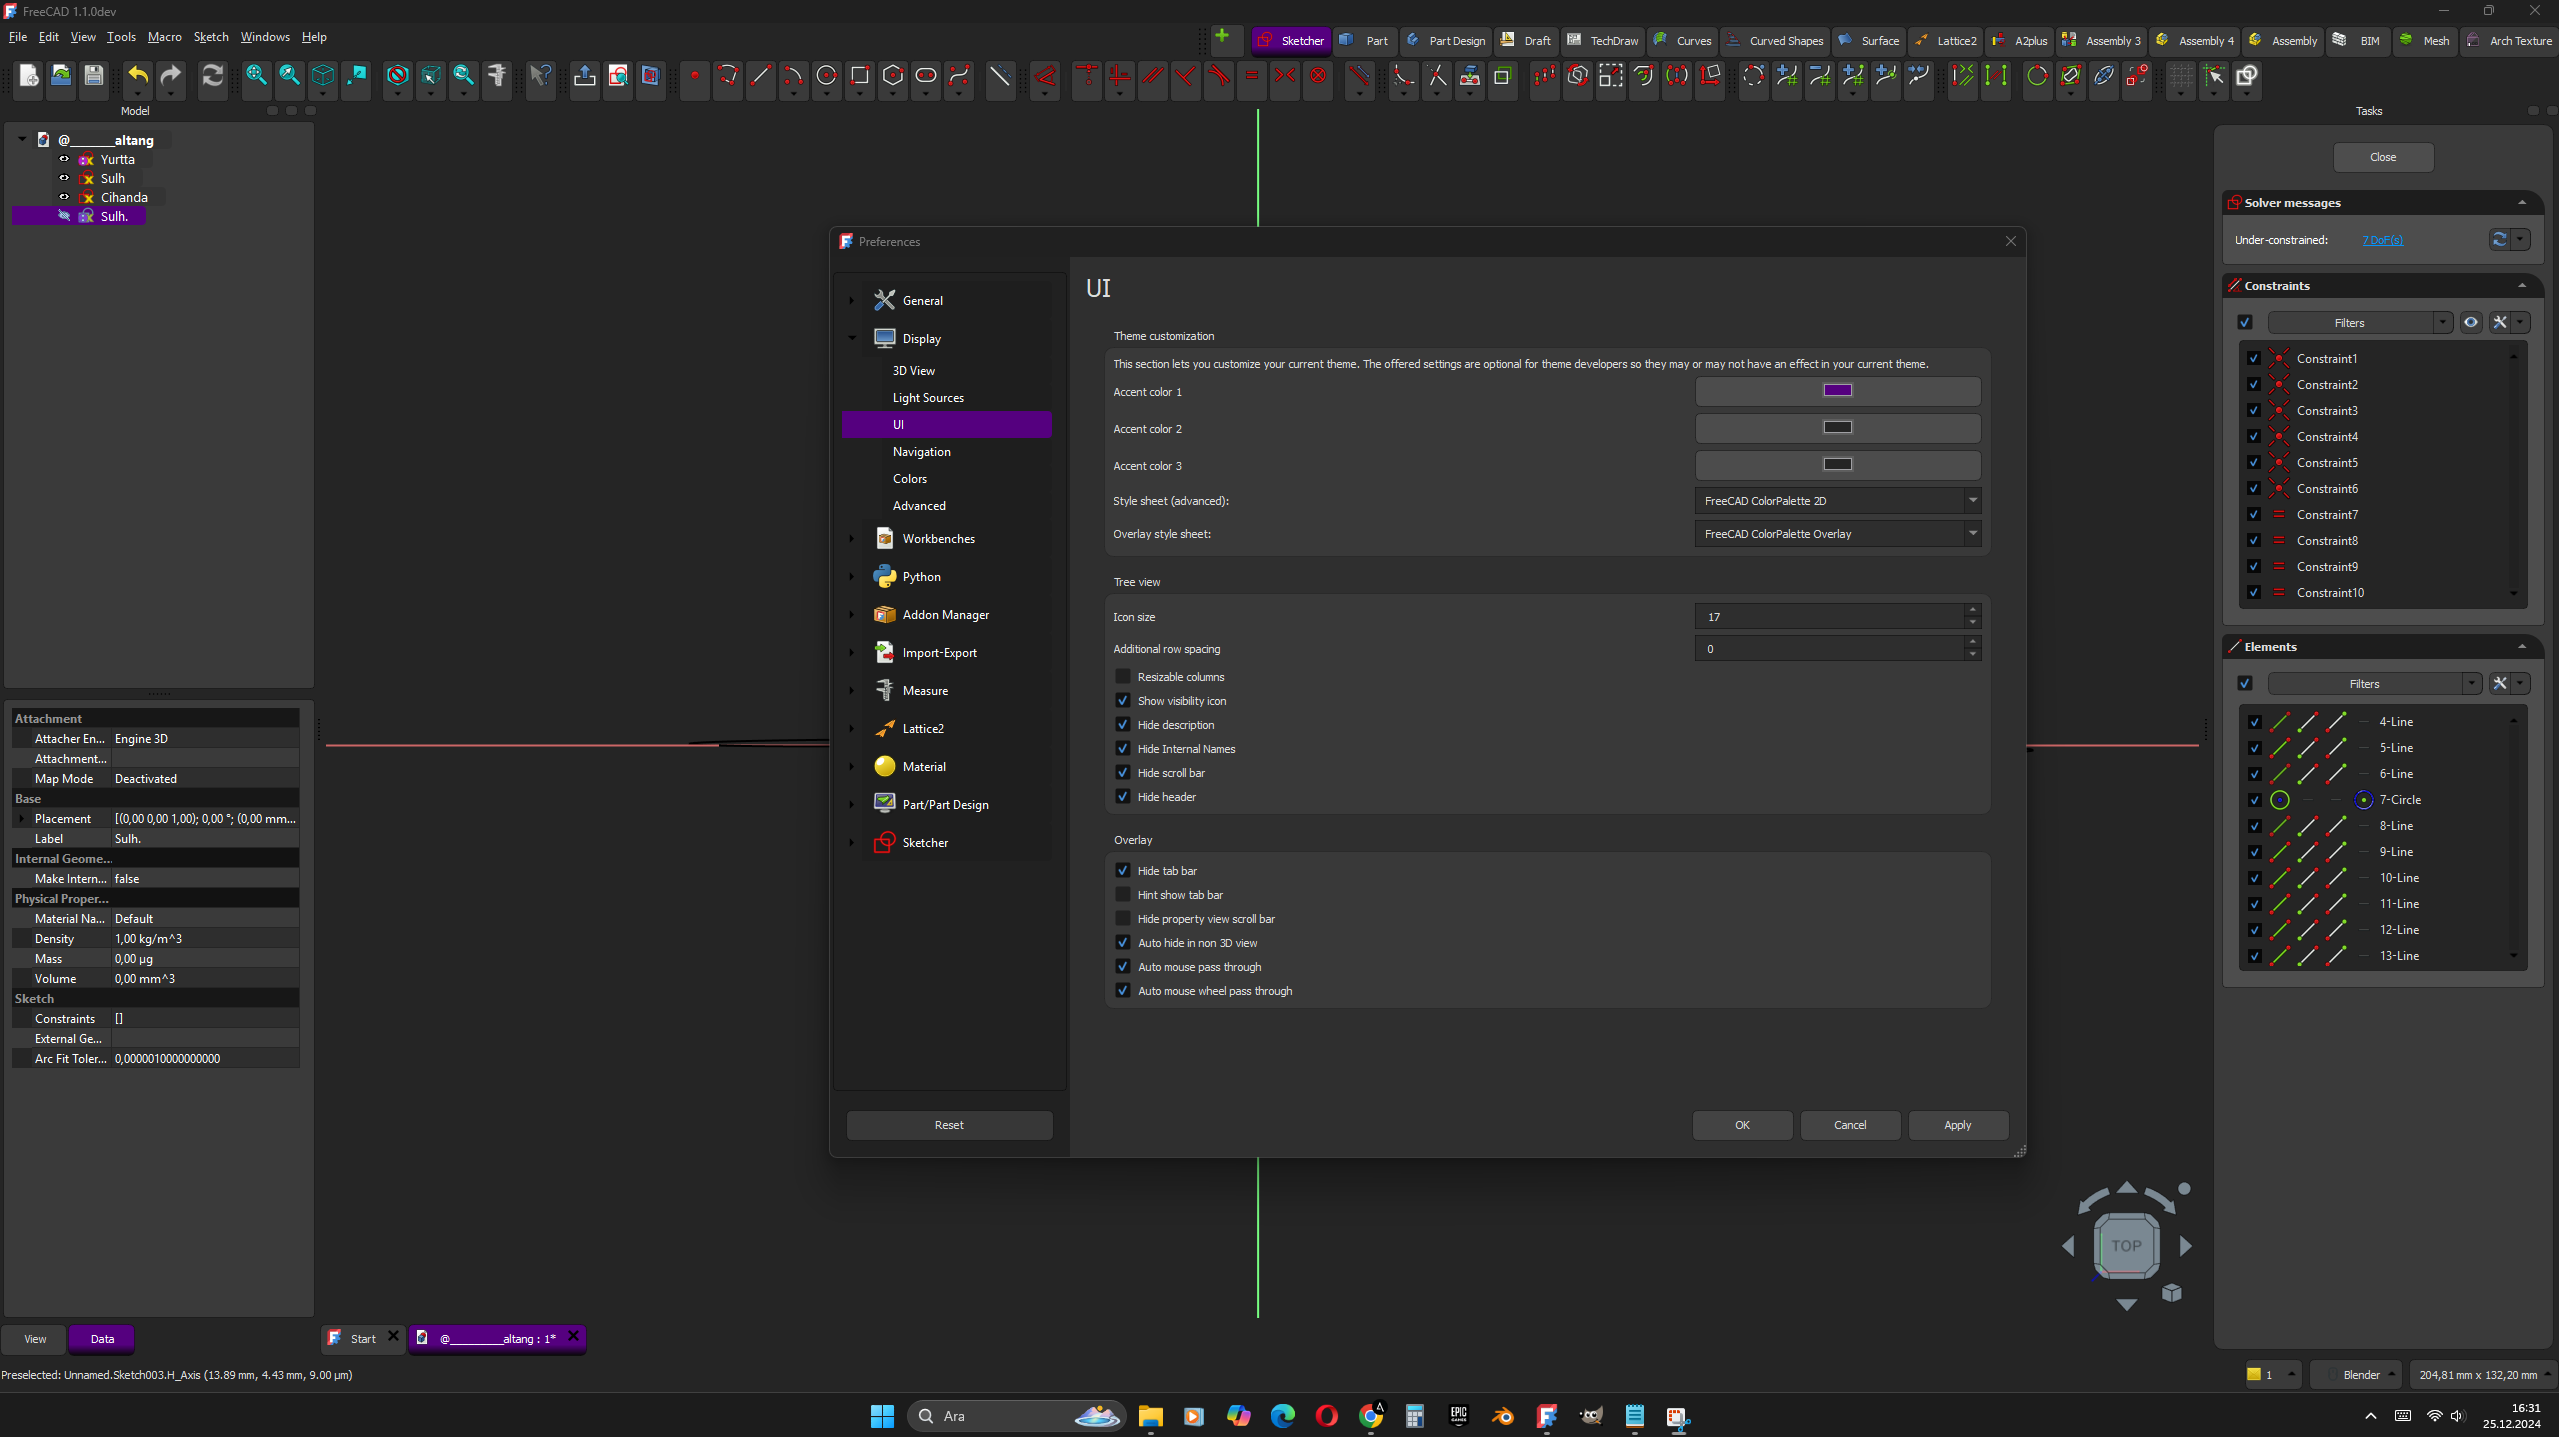 FreeCAD 1.1.0dev
File Edit View Tools Macro Sketch Windows Help
Sketcher Part Part Design Draft TechDraw Curves Curved Shapes Surface Lattice2 A2plus Assembly 3 Assembly 4 Assembly BIM Mesh Arch Texture
Model
@______altang
Yurtta
Sulh
Cihanda
Sulh.
Attachment
Attacher En... Engine 3D
Attachment...
Map Mode Deactivated
Base
Placement [(0,00 0,00 1,00); 0,00 °; (0,00 mm...
Label Sulh.
Internal Geome...
Make Intern... false
Physical Proper...
Material Na... Default
Density 1,00 kg/m^3
Mass 0,00 µg
Volume 0,00 mm^3
Sketch
Constraints []
External Ge...
Arc Fit Toler... 0,0000010000000000
View Data
Start
@_________altang : 1*
Preselected: Unnamed.Sketch003.H_Axis (13.89 mm, 4.43 mm, 9.00 µm)
Preferences
General
Display
3D View
Light Sources
UI
Navigation
Colors
Advanced
Workbenches
Python
Addon Manager
Import-Export
Measure
Lattice2
Material
Part/Part Design
Sketcher
Reset
UI
Theme customization
This section lets you customize your current theme. The offered settings are optional for theme developers so they may or may not have an effect in your current theme.
Accent color 1
Accent color 2
Accent color 3
Style sheet (advanced): FreeCAD ColorPalette 2D
Overlay style sheet: FreeCAD ColorPalette Overlay
Tree view
Icon size 17
Additional row spacing 0
Resizable columns
Show visibility icon
Hide description
Hide Internal Names
Hide scroll bar
Hide header
Overlay
Hide tab bar
Hint show tab bar
Hide property view scroll bar
Auto hide in non 3D view
Auto mouse pass through
Auto mouse wheel pass through
OK Cancel Apply
TOP
Tasks
Close
Solver messages
Under-constrained: 7 DoF(s)
Constraints
Filters
Constraint1
Constraint2
Constraint3
Constraint4
Constraint5
Constraint6
Constraint7
Constraint8
Constraint9
Constraint10
Elements
Filters
4-Line
5-Line
6-Line
7-Circle
8-Line
9-Line
10-Line
11-Line
12-Line
13-Line
1 Blender 204,81 mm x 132,20 mm
Ara
EPIC GAMES
16:31
25.12.2024